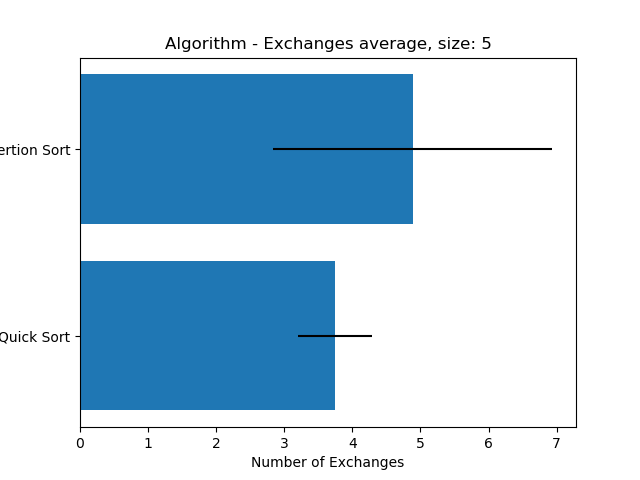 Algorithm - Exchanges average, size: 5
ertion Sort
Quick Sort
0 1 2 3 4 5 6 7
Number of Exchanges